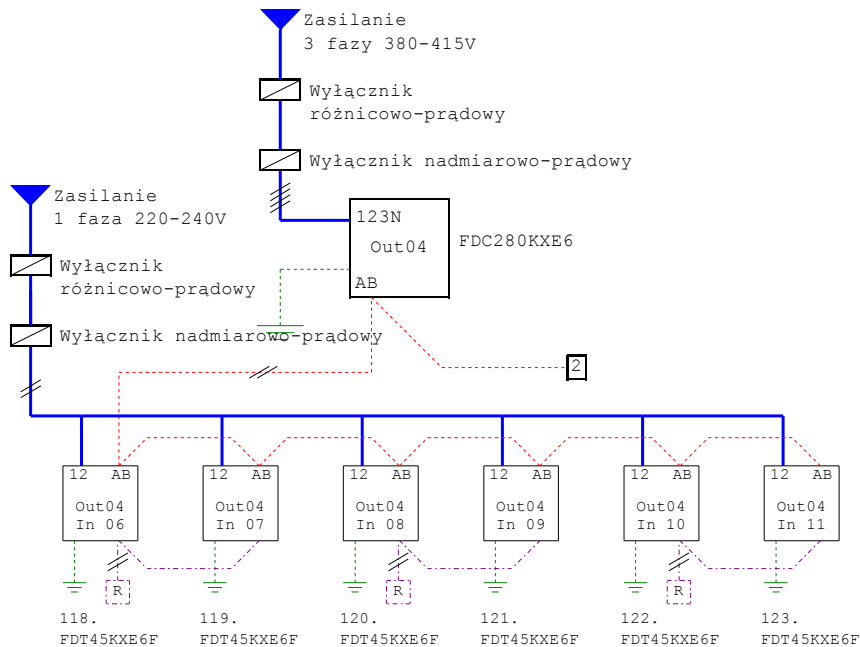 Zasilanie
3 fazy 380-415V
Wyłącznik
różnicowo-prądowy
Wyłącznik nadmiarowo-prądowy
Zasilanie
1 faza 220-240V
123N
Out04
FDC280KXE6
AB
Wyłącznik
różnicowo-prądowy
Wyłącznik nadmiarowo-prądowy
2
12 AB
Out04
In 06
12 AB
Out04
In 07
12 AB
Out04
In 08
12 AB
Out04
In 09
12 AB
Out04
In 10
12 AB
Out04
In 11
R
R
R
118.
FDT45KXE6F
119.
FDT45KXE6F
120.
FDT45KXE6F
121.
FDT45KXE6F
122.
FDT45KXE6F
123.
FDT45KXE6F